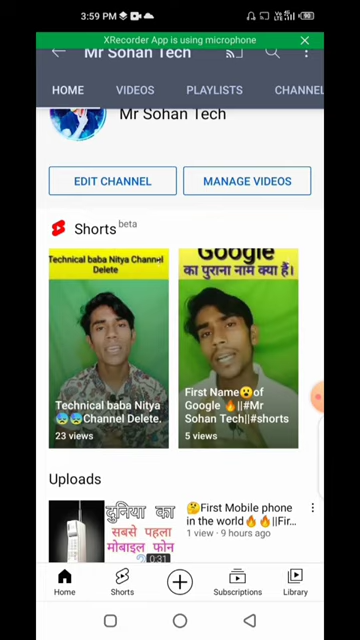 3:59 PM
XRecorder App is using microphone
Mr Sohan Tech
HOME VIDEOS PLAYLISTS CHANNEL
Mr Sohan Tech
EDIT CHANNEL MANAGE VIDEOS
Shorts beta
Technical baba Nitya Channel
Delete
Technical baba Nitya
😰😰Channel Delete.
23 views
Google
का पुराना नाम क्या हैं।
First Name😮of
Google 🔥||#Mr
Sohan Tech||#shorts
5 views
Uploads
दुनिया का
सबसे पहला
मोबाइल फोन
0:31
🤔First Mobile phone
in the world🔥🔥||Fir...
1 view · 9 hours ago
Home Shorts Subscriptions Library